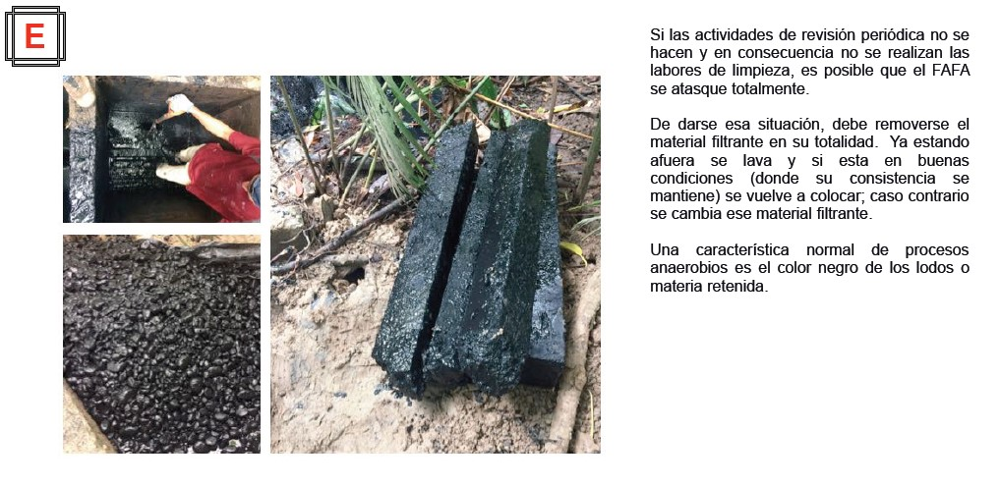 E
Si las actividades de revisión periódica no se
hacen y en consecuencia no se realizan las
labores de limpieza, es posible que el FAFA
se atasque totalmente.
De darse esa situación, debe removerse el
material filtrante en su totalidad. Ya estando
afuera se lava y si esta en buenas
condiciones (donde su consistencia se
mantiene) se vuelve a colocar; caso contrario
se cambia ese material filtrante.
Una característica normal de procesos
anaerobios es el color negro de los lodos o
materia retenida.